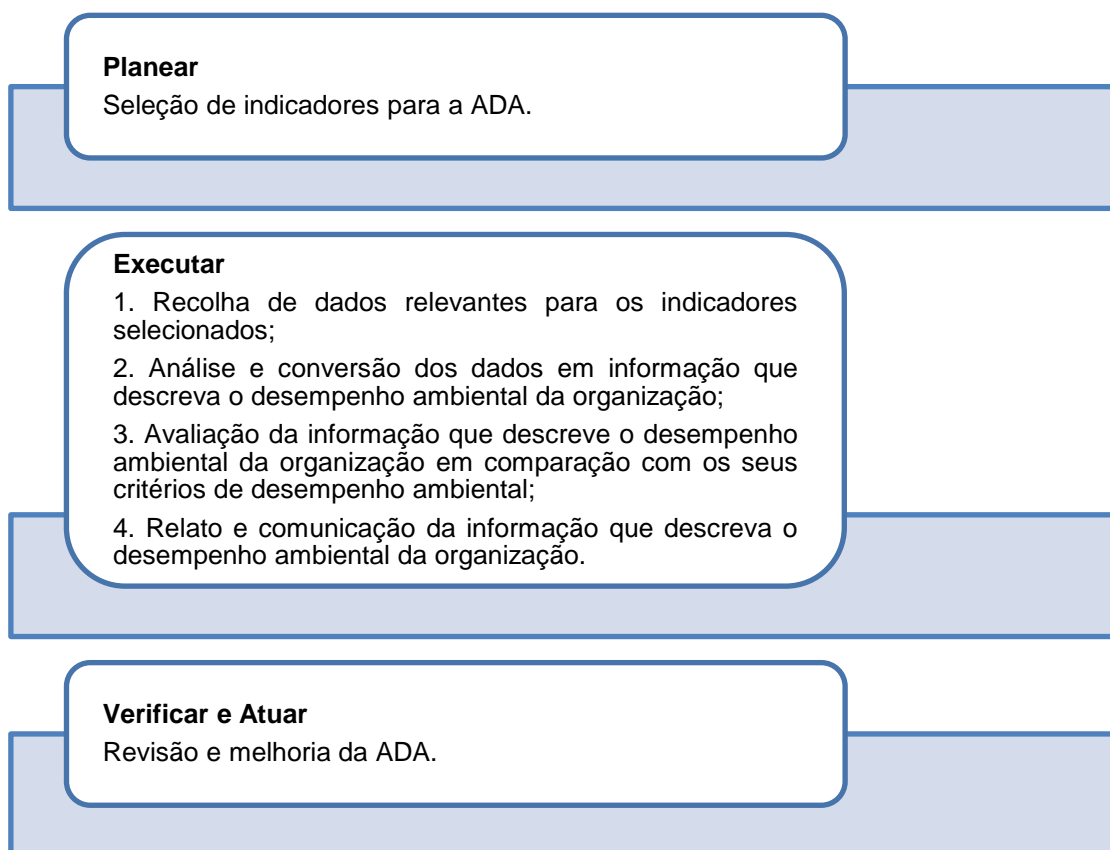 Planear
Seleção de indicadores para a ADA.
Executar
1. Recolha de dados relevantes para os indicadores
selecionados;
2. Análise e conversão dos dados em informação que
descreva o desempenho ambiental da organização;
3. Avaliação da informação que descreve o desempenho
ambiental da organização em comparação com os seus
critérios de desempenho ambiental;
4. Relato e comunicação da informação que descreva o
desempenho ambiental da organização.
Verificar e Atuar
Revisão e melhoria da ADA.